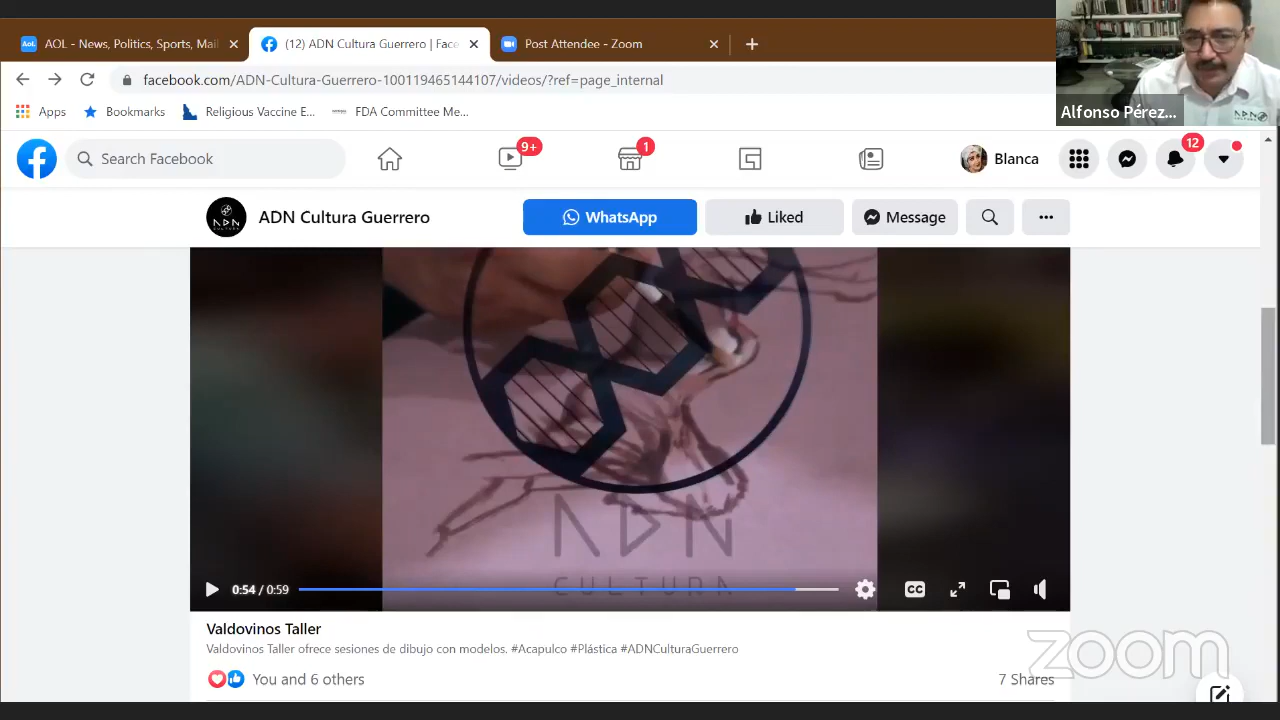 AOL - News, Politics, Sports, Mail
(12) ADN Cultura Guerrero | Face
Post Attendee - Zoom
facebook.com/ADN-Cultura-Guerrero-100119465144107/videos/?ref=page_internal
Apps
Bookmarks
Religious Vaccine E...
FDA Committee Me...
Alfonso Pérez...
Search Facebook
9+
1
Blanca
12
ADN Cultura Guerrero
WhatsApp
Liked
Message
ADN
CULTURA
0:54 / 0:59
CC
Valdovinos Taller
Valdovinos Taller ofrece sesiones de dibujo con modelos. #Acapulco #Plástica #ADNCulturaGuerrero
You and 6 others
7 Shares
zoom